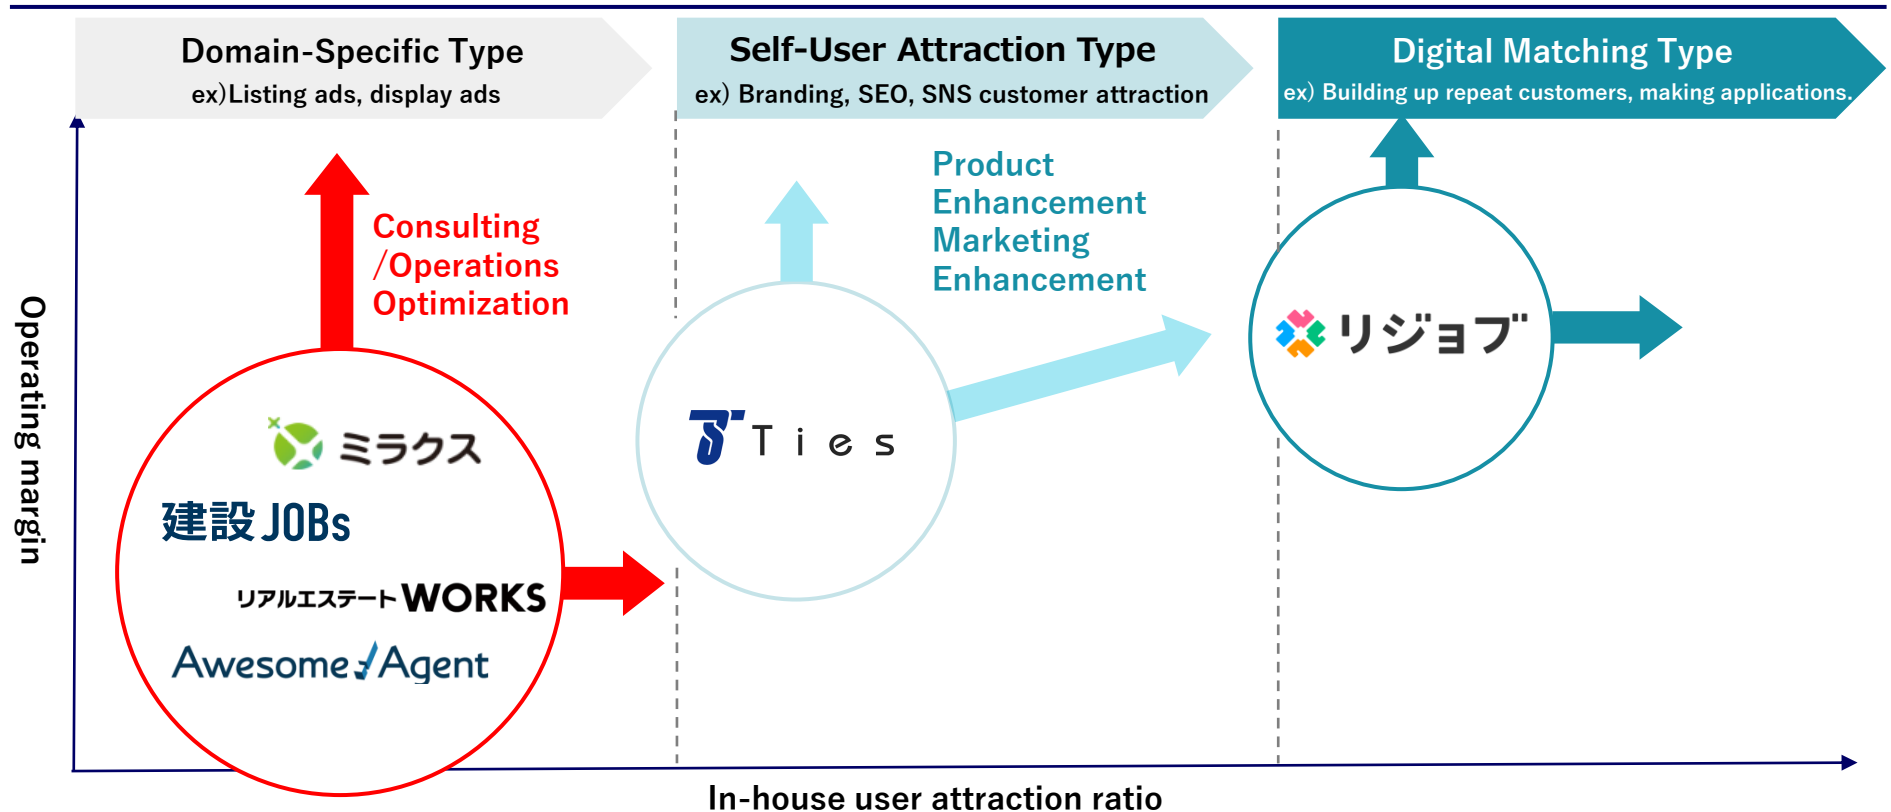 Domain-Specific Type
ex)Listing ads, display ads
Self-User Attraction Type
ex) Branding, SEO, SNS customer attraction
Digital Matching Type
ex) Building up repeat customers, making applications.
Consulting
/Operations
Optimization
Product
Enhancement
Marketing
Enhancement
Operating margin
ミラクス
建設JOBs
リアルエステートWORKS
Awesome Agent
Ties
リジョブ
In-house user attraction ratio